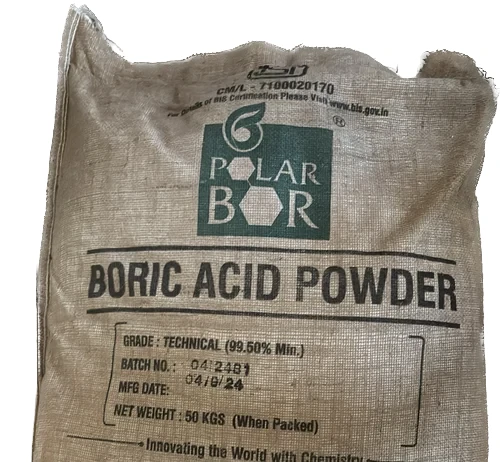 CM/L - 7100020170
For Details of BIS Certification Please Visit www.bis.gov.in
®
POLAR
BOR
BORIC ACID POWDER
GRADE : TECHNICAL (99.50% Min.)
BATCH NO. : 042481
MFG DATE: 04/8/24
NET WEIGHT : 50 KGS (When Packed)
Innovating the World with Chemistry